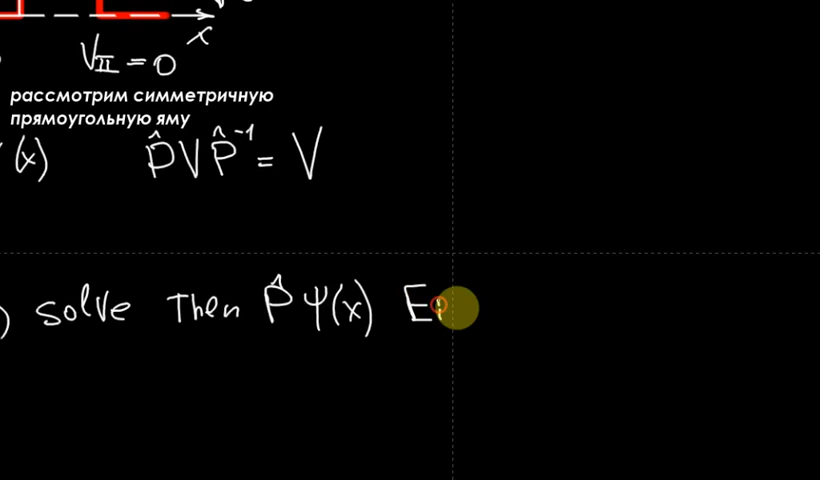 x
V_II = 0
рассмотрим симметричную
прямоугольную яму
(x) P̂VP̂⁻¹ = V
) solve Then P̂ Ψ(x) E